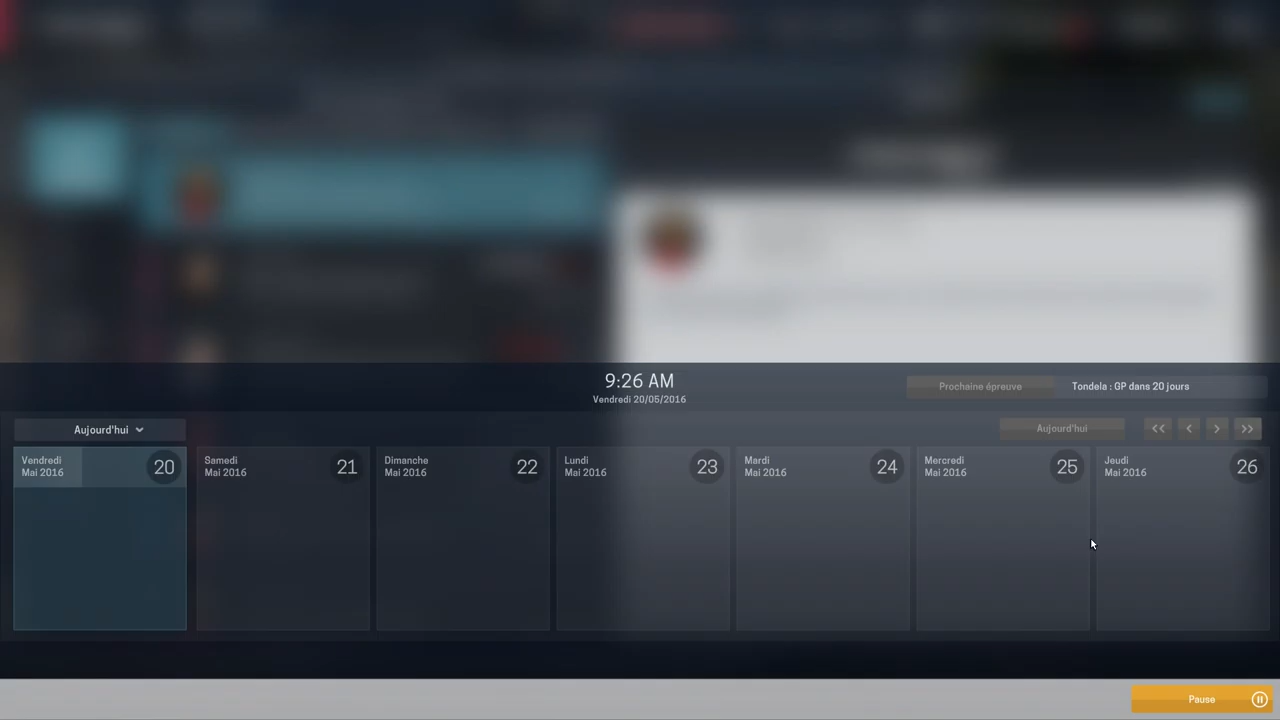 9:26 AM
Vendredi 20/05/2016
Prochaine épreuve
Tondela : GP dans 20 jours
Aujourd'hui
Aujourd'hui
Vendredi
Mai 2016
20
Samedi
Mai 2016
21
Dimanche
Mai 2016
22
Lundi
Mai 2016
23
Mardi
Mai 2016
24
Mercredi
Mai 2016
25
Jeudi
Mai 2016
26
Pause